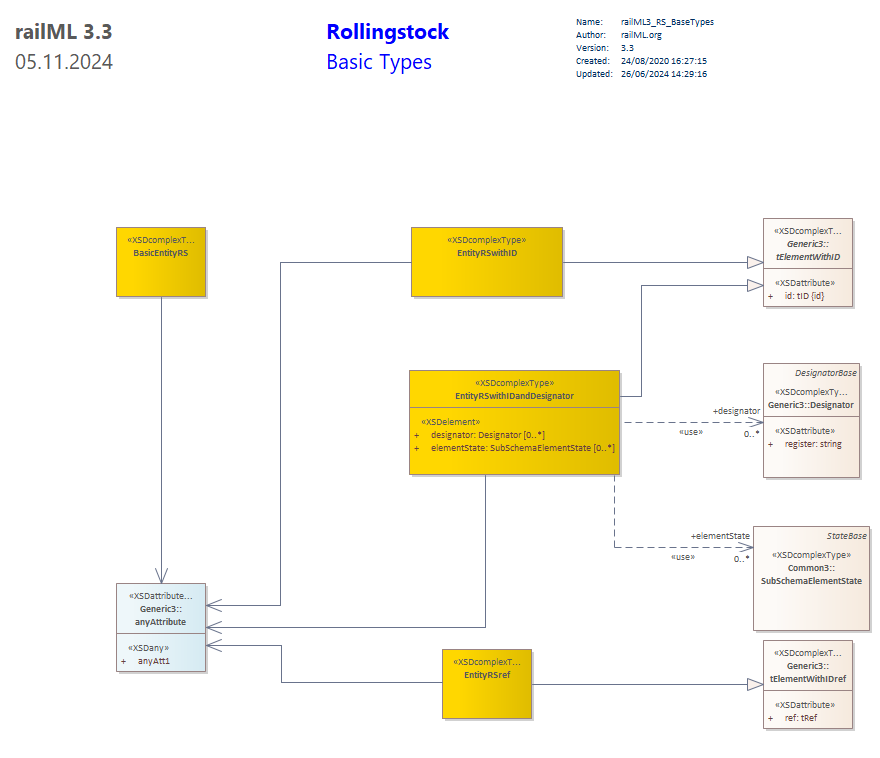 railML 3.3
05.11.2024
Rollingstock
Basic Types
Name: railML3_RS_BaseTypes
Author: railML.org
Version: 3.3
Created: 24/08/2020 16:27:15
Updated: 26/06/2024 14:29:16
«XSDcomplexT...
BasicEntityRS
«XSDcomplexType»
EntityRSwithID
«XSDcomplexT...
Generic3::
tElementWithID
«XSDattribute»
+ id: tID {id}
«XSDcomplexType»
EntityRSwithIDandDesignator
«XSDelement»
+ designator: Designator [0..*]
+ elementState: SubSchemaElementState [0..*]
+designator
«use»
0..*
DesignatorBase
«XSDcomplexTy...
Generic3::Designator
«XSDattribute»
+ register: string
+elementState
«use»
0..*
StateBase
«XSDcomplexType»
Common3::
SubSchemaElementState
«XSDattribute...
Generic3::
anyAttribute
«XSDany»
+ anyAtt1
«XSDcomplexT...
EntityRSref
«XSDcomplexT...
Generic3::
tElementWithIDref
«XSDattribute»
+ ref: tRef